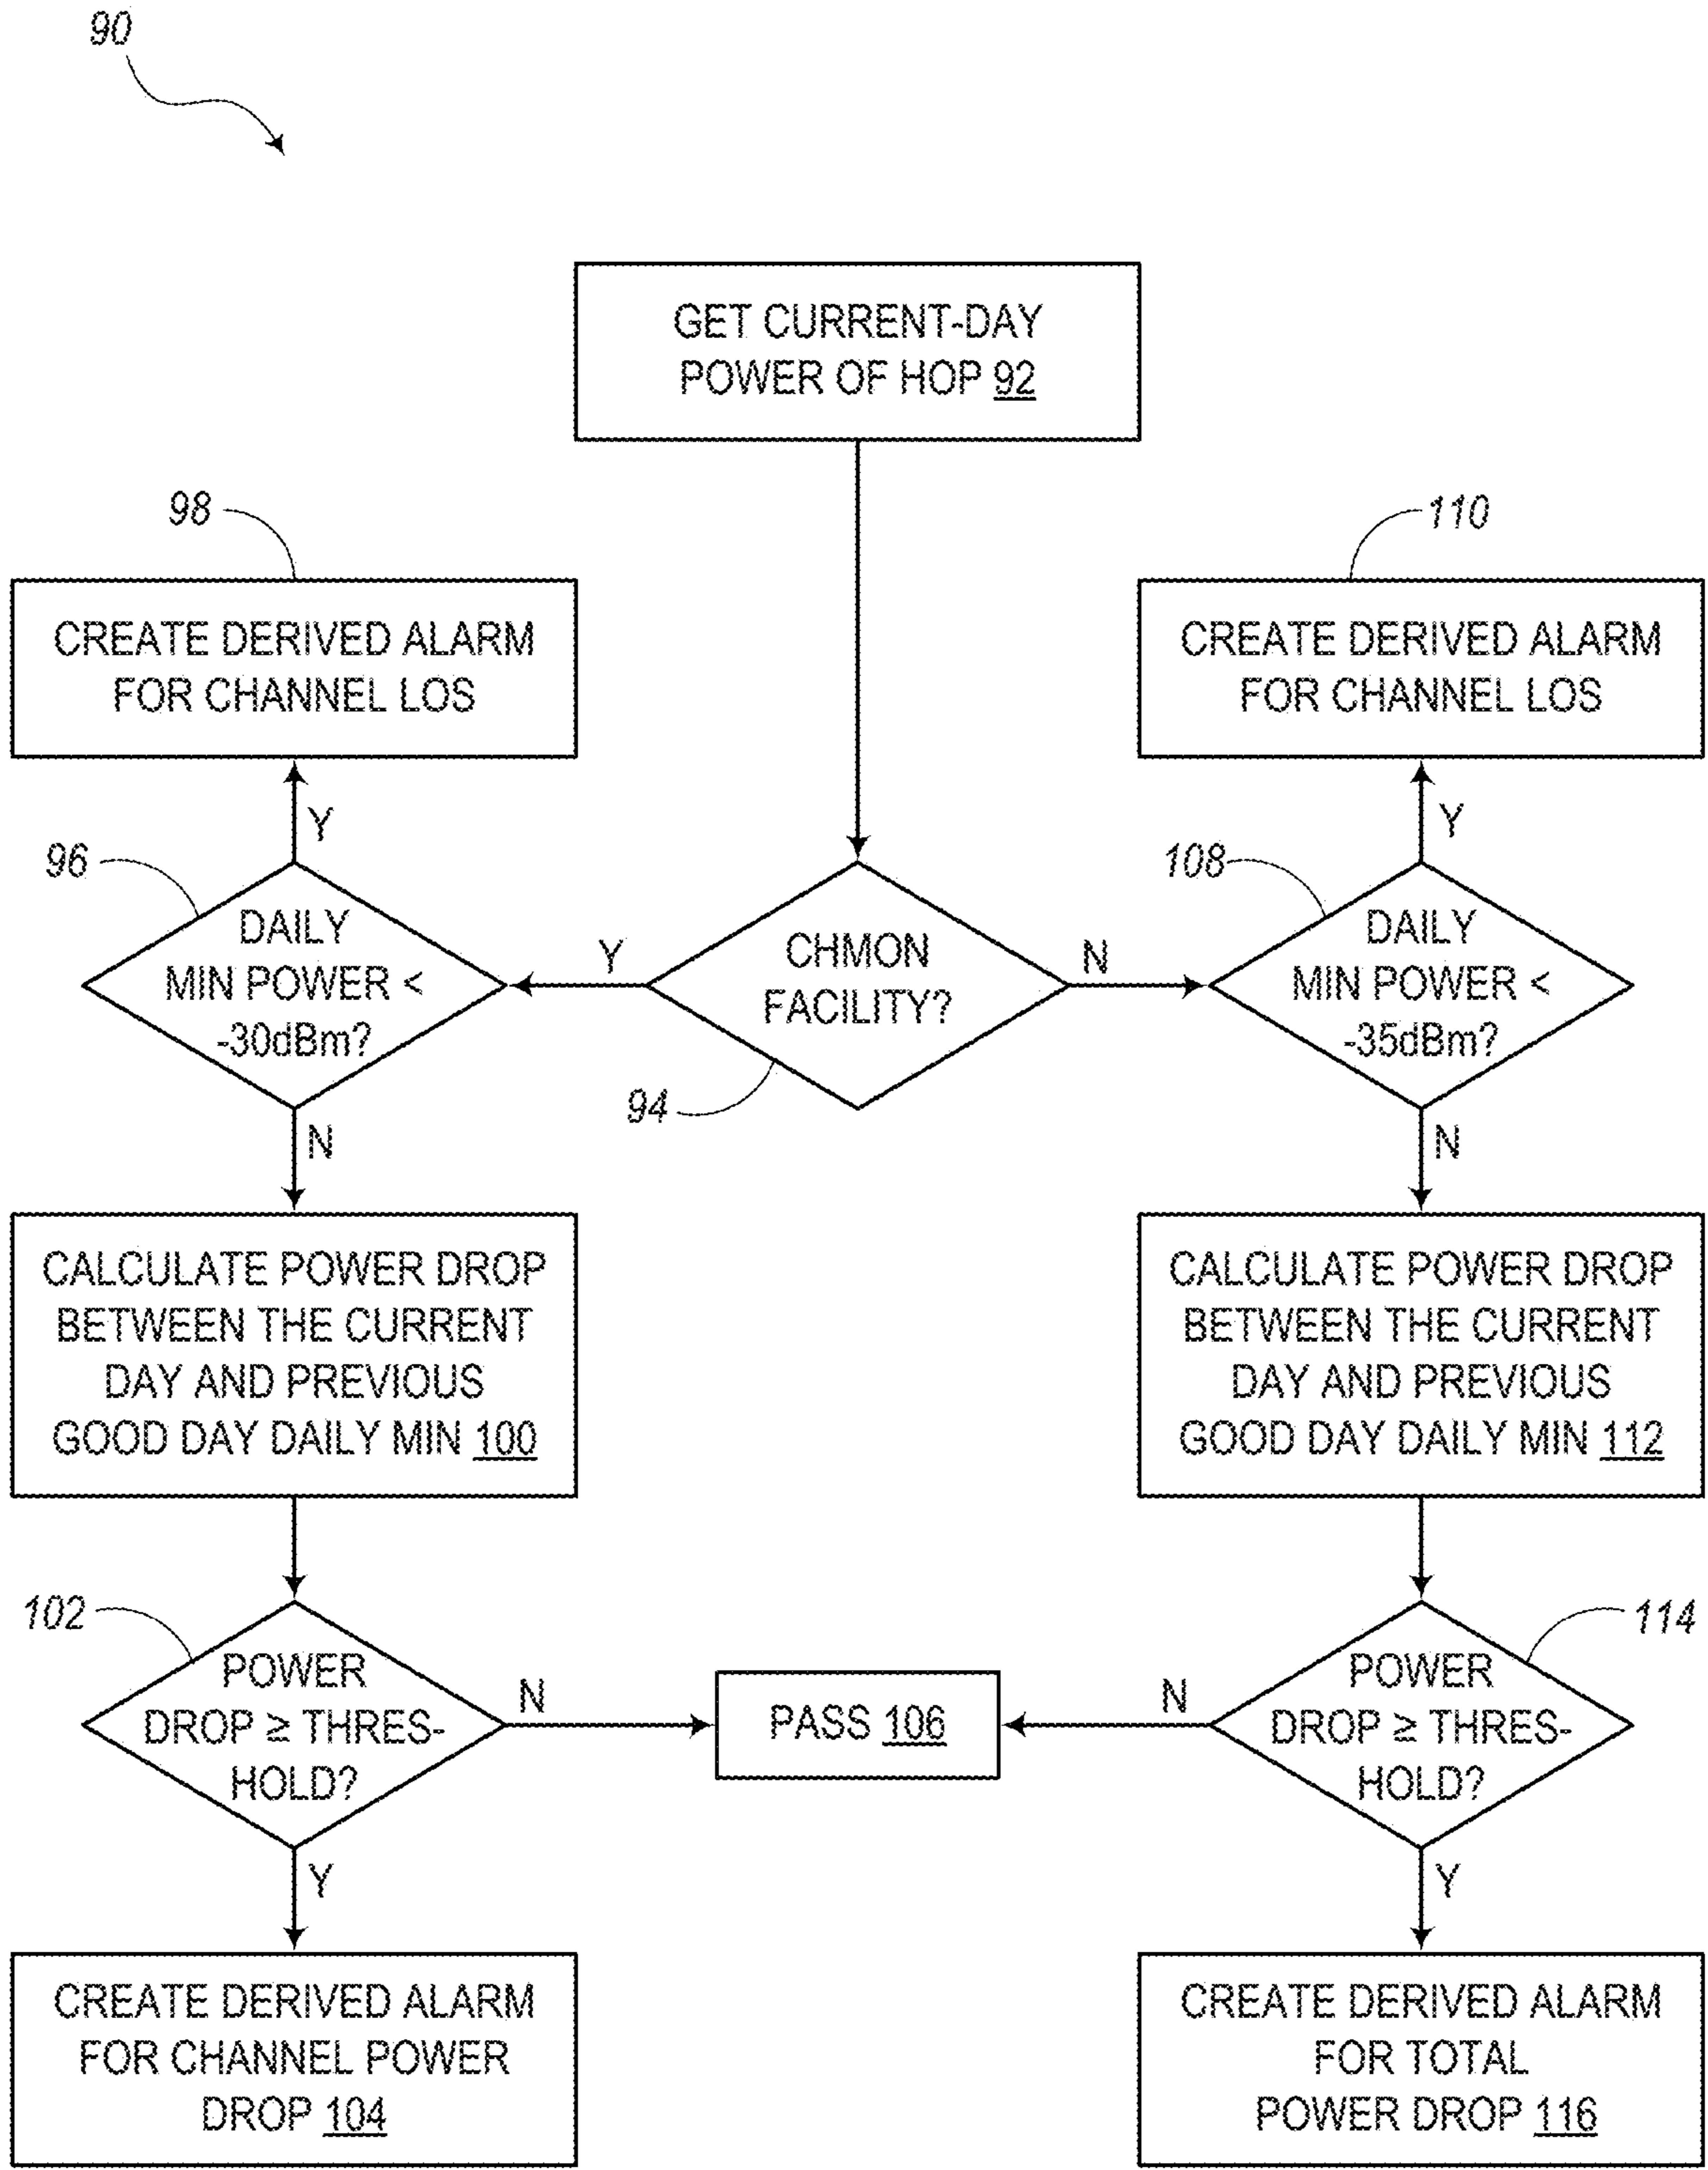 90
GET CURRENT-DAY
POWER OF HOP 92
98
110
CREATE DERIVED ALARM
FOR CHANNEL LOS
CREATE DERIVED ALARM
FOR CHANNEL LOS
Y
Y
96
108
DAILY
MIN POWER <
-30dBm?
Y
CHMON
FACILITY?
N
DAILY
MIN POWER <
-35dBm?
94
N
N
CALCULATE POWER DROP
BETWEEN THE CURRENT
DAY AND PREVIOUS
GOOD DAY DAILY MIN 100
CALCULATE POWER DROP
BETWEEN THE CURRENT
DAY AND PREVIOUS
GOOD DAY DAILY MIN 112
102
114
POWER
DROP ≥ THRES-
HOLD?
N
PASS 106
N
POWER
DROP ≥ THRES-
HOLD?
Y
Y
CREATE DERIVED ALARM
FOR CHANNEL POWER
DROP 104
CREATE DERIVED ALARM
FOR TOTAL
POWER DROP 116